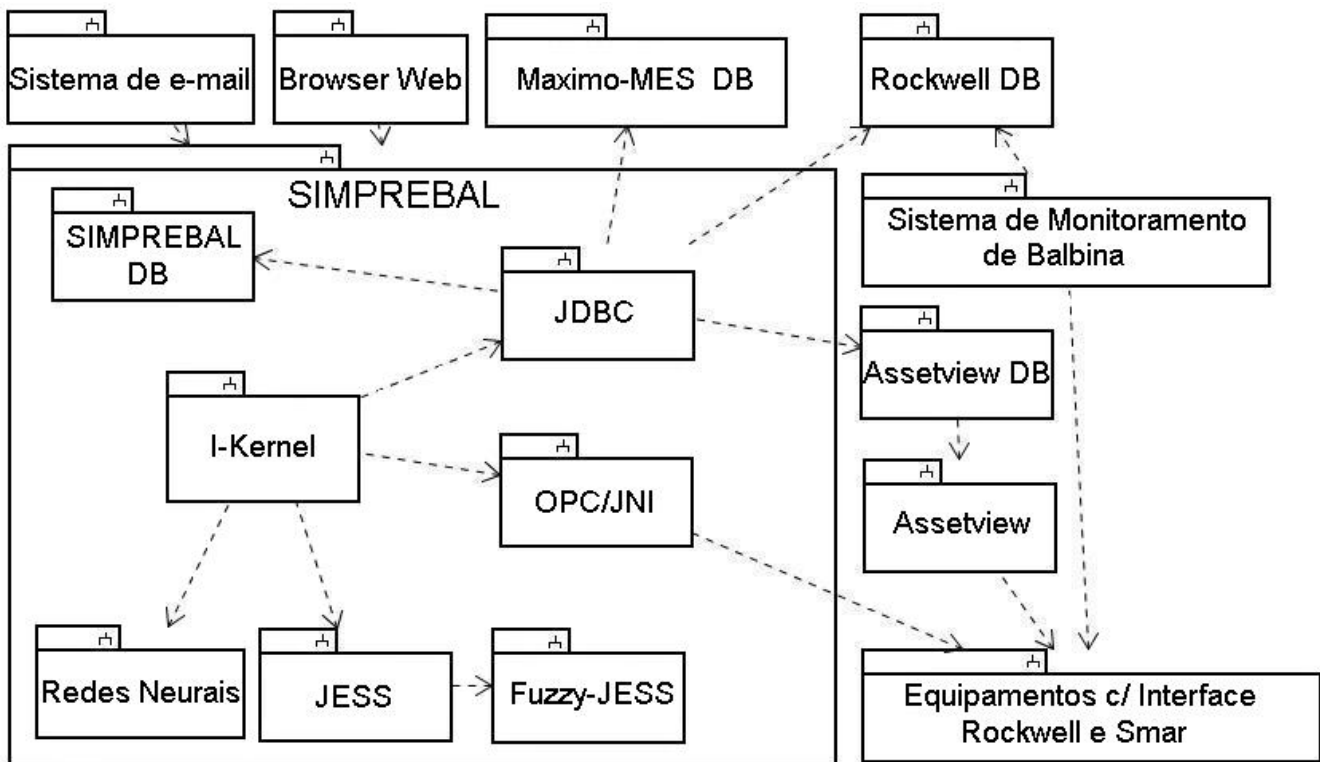 Sistema de e-mail
Browser Web
Maximo-MES DB
Rockwell DB
SIMPREBAL
SIMPREBAL
DB
JDBC
Sistema de Monitoramento
de Balbina
Assetview DB
I-Kernel
OPC/JNI
Assetview
Redes Neurais
JESS
Fuzzy-JESS
Equipamentos c/ Interface
Rockwell e Smar